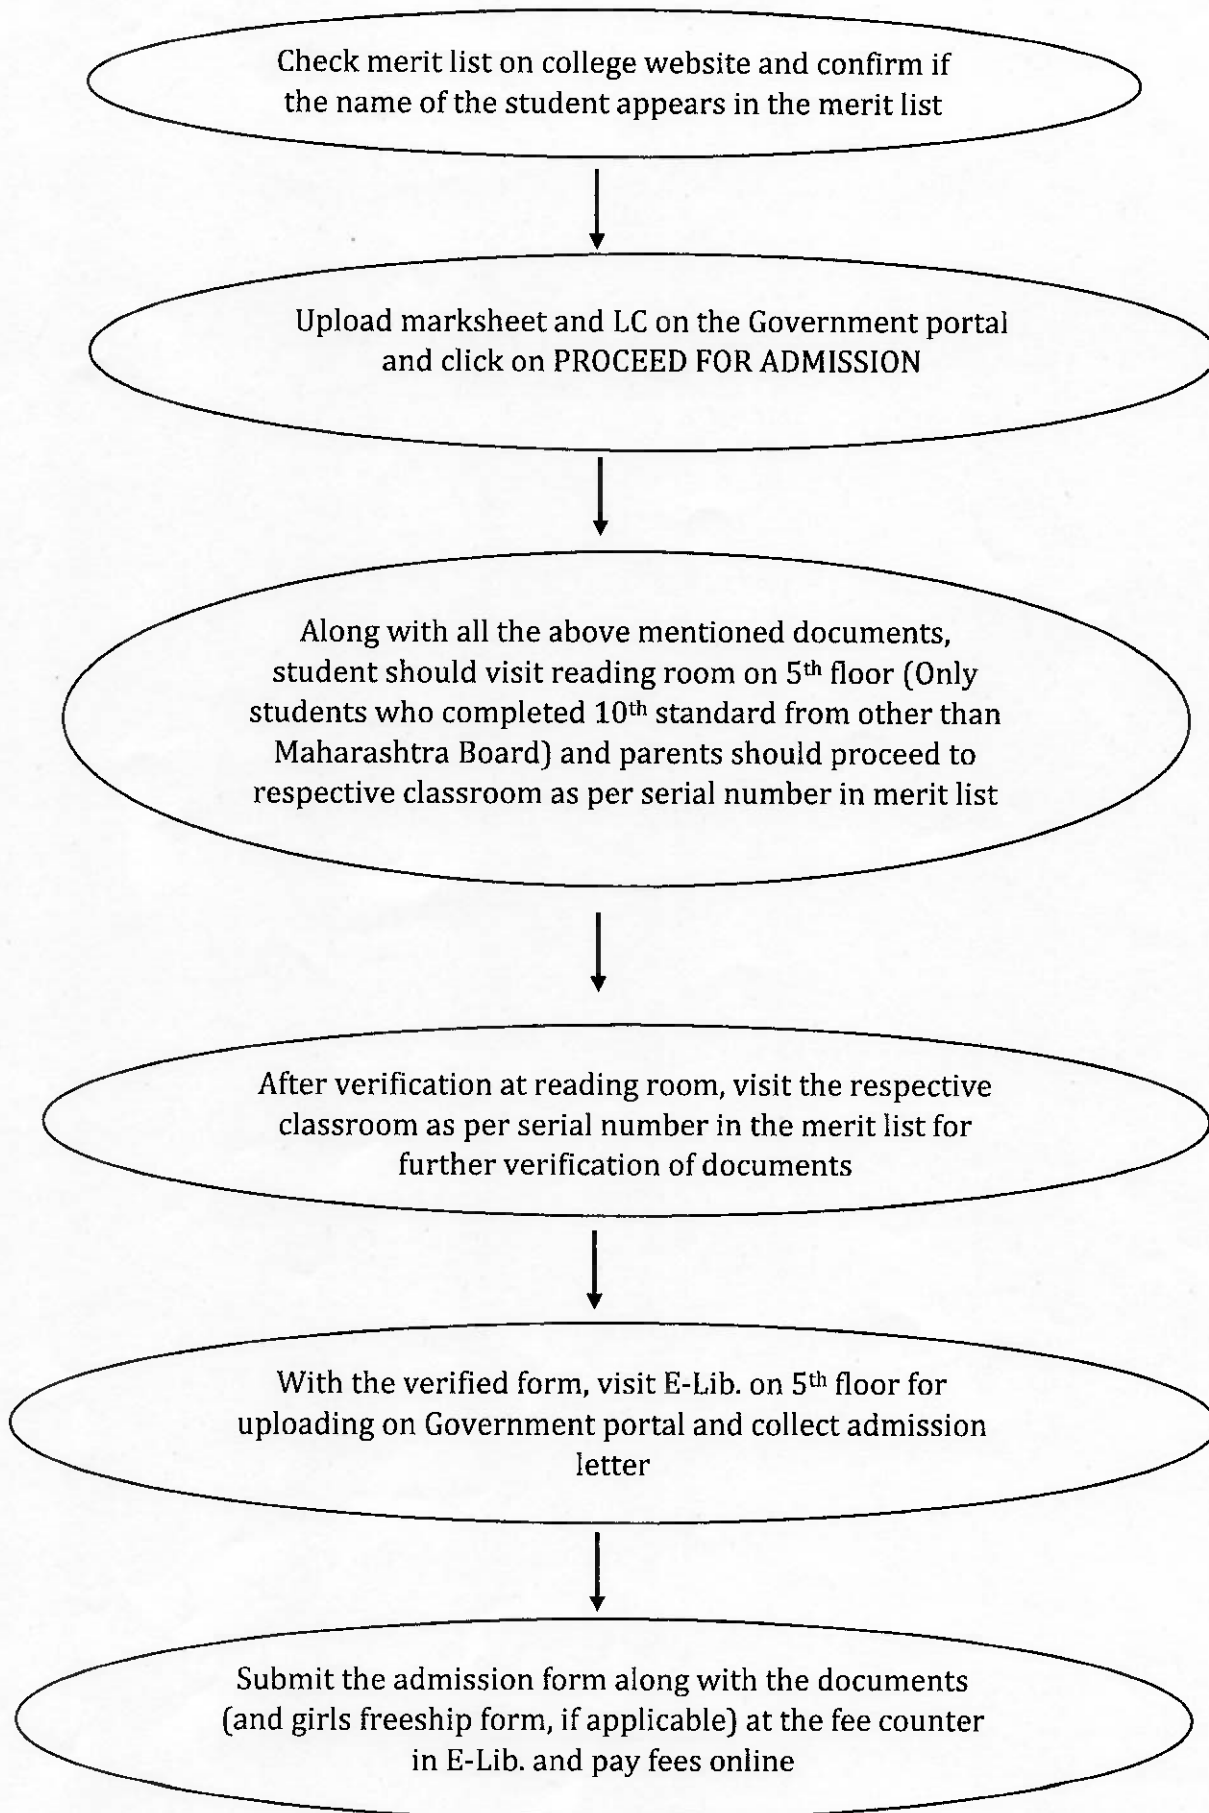 Check merit list on college website and confirm if
the name of the student appears in the merit list
Upload marksheet and LC on the Government portal
and click on PROCEED FOR ADMISSION
Along with all the above mentioned documents,
student should visit reading room on 5th floor (Only
students who completed 10th standard from other than
Maharashtra Board) and parents should proceed to
respective classroom as per serial number in merit list
After verification at reading room, visit the respective
classroom as per serial number in the merit list for
further verification of documents
With the verified form, visit E-Lib. on 5th floor for
uploading on Government portal and collect admission
letter
Submit the admission form along with the documents
(and girls freeship form, if applicable) at the fee counter
in E-Lib. and pay fees online